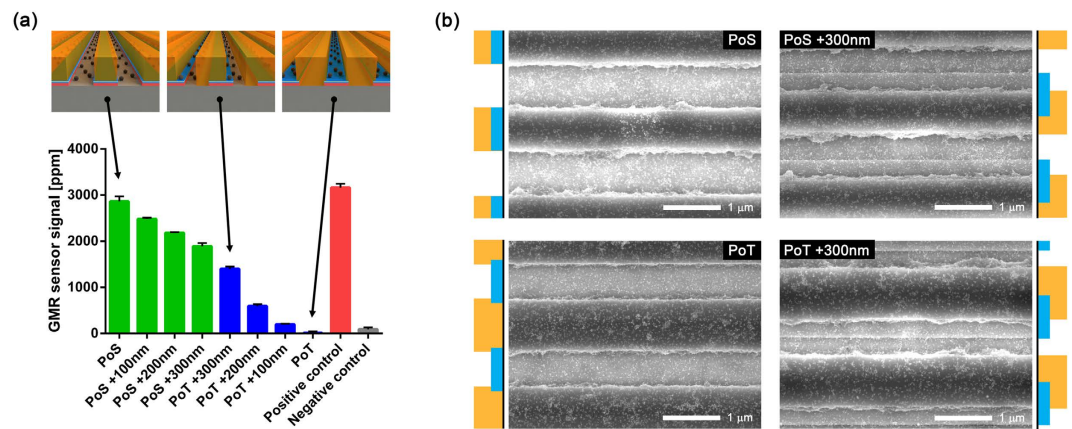 (a)
GMR sensor signal [ppm]
4000
3000
2000
1000
0
PoS
PoS +100nm
PoS +200nm
PoS +300nm
PoT +300nm
PoT +200nm
PoT +100nm
PoT
Positive control
Negative control
(b)
PoS
1 μm
PoS +300nm
1 μm
PoT
1 μm
PoT +300nm
1 μm